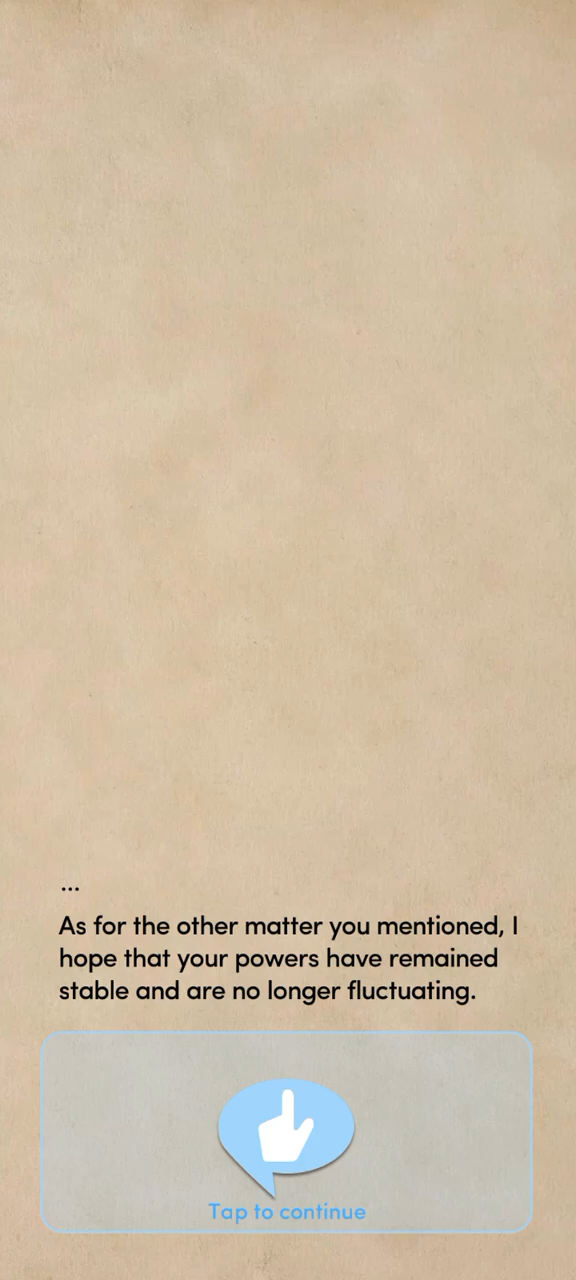 ...
As for the other matter you mentioned, I
hope that your powers have remained
stable and are no longer fluctuating.
Tap to continue